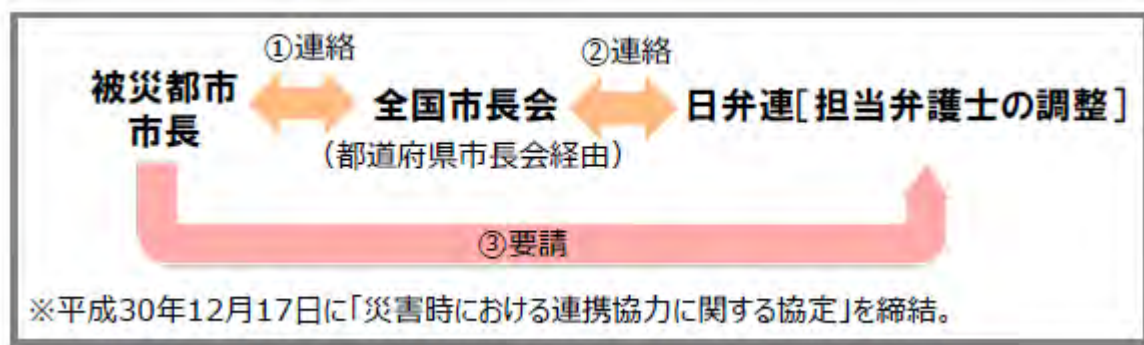 ①連絡
②連絡
被災都市
市長
全国市長会
日弁連[担当弁護士の調整]
（都道府県市長会経由）
③要請
※平成30年12月17日に「災害時における連携協力に関する協定」を締結。